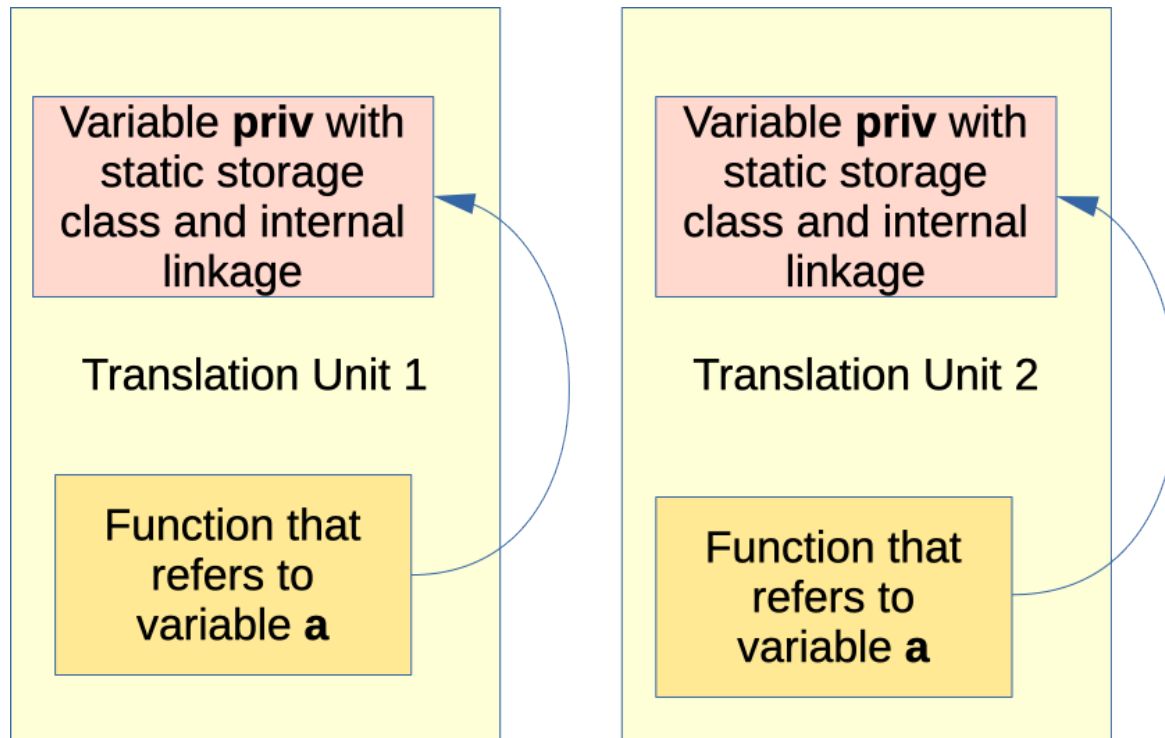 Variable priv with
static storage
class and internal
linkage
Translation Unit 1
Function that
refers to
variable a
Variable priv with
static storage
class and internal
linkage
Translation Unit 2
Function that
refers to
variable a